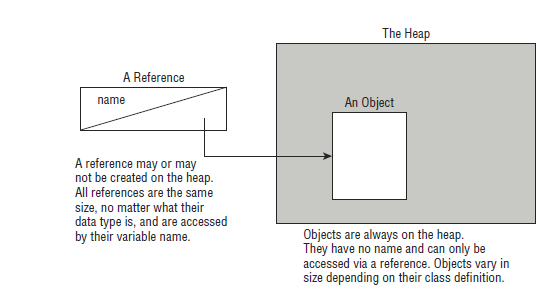 The Heap
A Reference
name
An Object
A reference may or may
not be created on the heap.
All references are the same
size, no matter what their
data type is, and are accessed
by their variable name.
Objects are always on the heap.
They have no name and can only be
accessed via a reference. Objects vary in
size depending on their class definition.